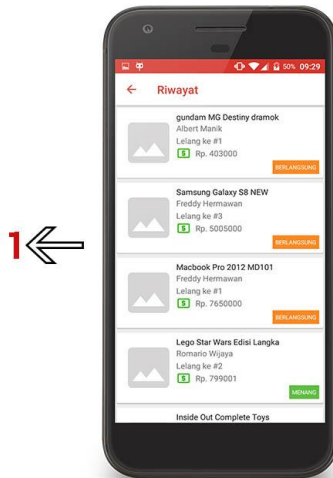 50% 09:29
Riwayat
gundam MG Destiny dramok
Albert Manik
Lelang ke #1
Rp. 403000
BERLANGSUNG
Samsung Galaxy S8 NEW
Freddy Hermawan
Lelang ke #3
Rp. 5005000
BERLANGSUNG
1
Macbook Pro 2012 MD101
Freddy Hermawan
Lelang ke #1
Rp. 7650000
BERLANGSUNG
Lego Star Wars Edisi Langka
Romario Wijaya
Lelang ke #2
Rp. 799001
MENANG
Inside Out Complete Toys